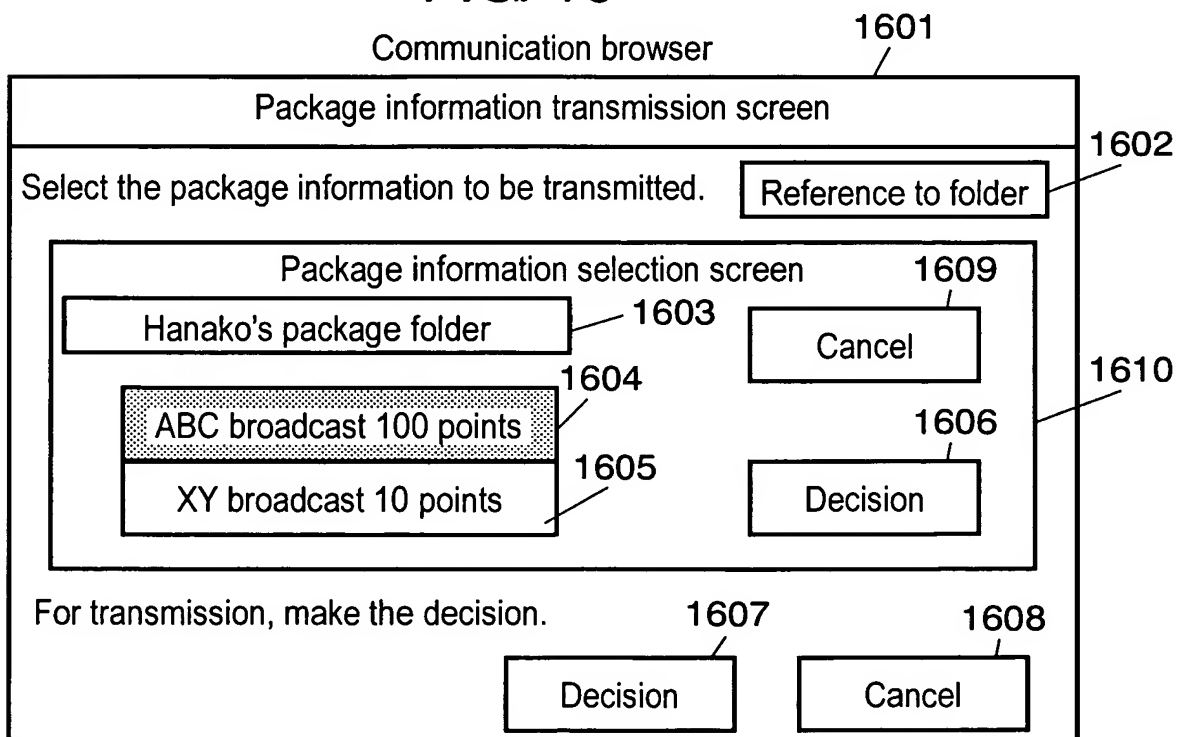 1601
Communication browser
Package information transmission screen
1602
Select the package information to be transmitted.
Reference to folder
Package information selection screen
1609
Hanako's package folder
1603
Cancel
1604
1610
ABC broadcast 100 points
1606
1605
XY broadcast 10 points
Decision
For transmission, make the decision.
1607
1608
Decision
Cancel